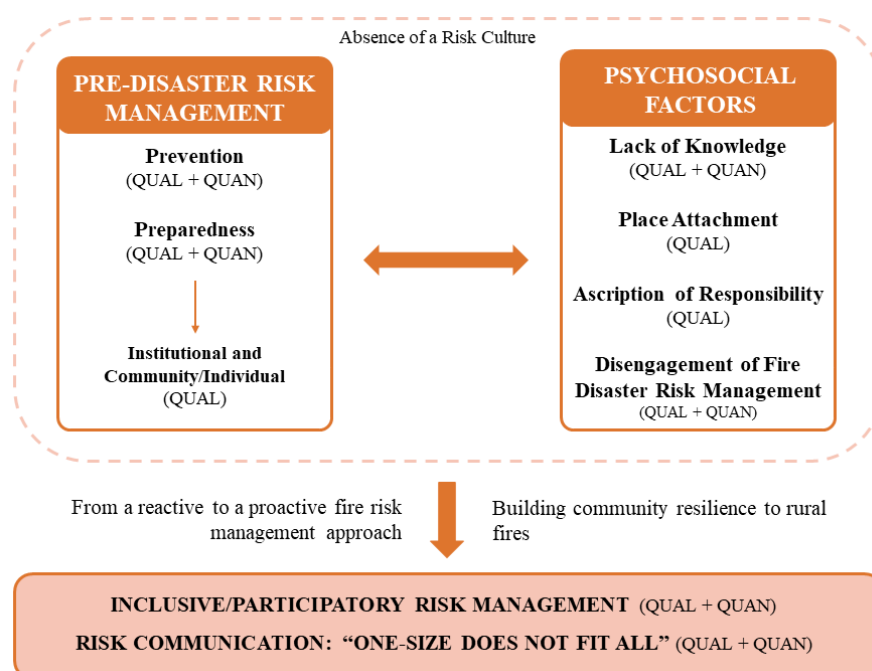 Absence of a Risk Culture
PRE-DISASTER RISK
MANAGEMENT
Prevention
(QUAL + QUAN)
Preparedness
(QUAL + QUAN)
Institutional and
Community/Individual
(QUAL)
PSYCHOSOCIAL
FACTORS
Lack of Knowledge
(QUAL + QUAN)
Place Attachment
(QUAL)
Ascription of Responsibility
(QUAL)
Disengagement of Fire
Disaster Risk Management
(QUAL + QUAN)
From a reactive to a proactive fire risk
management approach
Building community resilience to rural
fires
INCLUSIVE/PARTICIPATORY RISK MANAGEMENT (QUAL + QUAN)
RISK COMMUNICATION: “ONE-SIZE DOES NOT FIT ALL” (QUAL + QUAN)